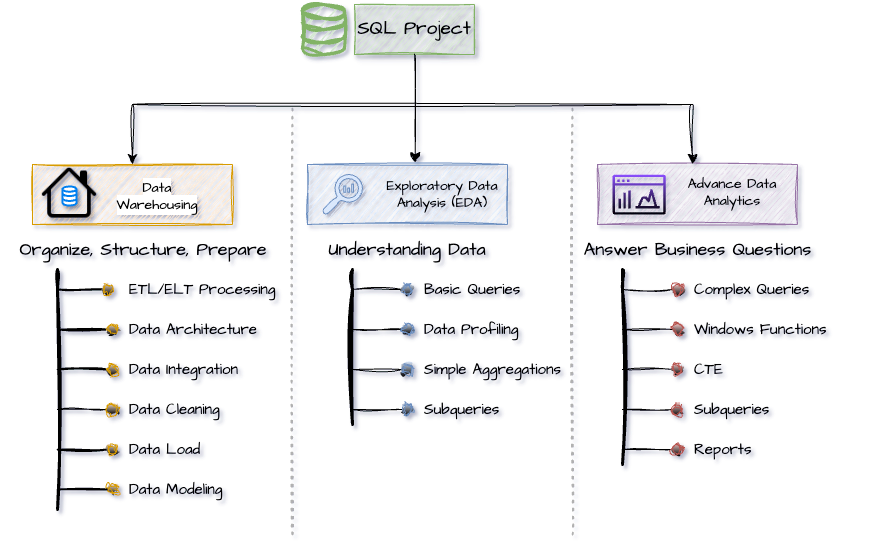 SQL Project
Data
Warehousing
Organize, Structure, Prepare
ETL/ELT Processing
Data Architecture
Data Integration
Data Cleaning
Data Load
Data Modeling
Exploratory Data
Analysis (EDA)
Understanding Data
Basic Queries
Data Profiling
Simple Aggregations
Subqueries
Advance Data
Analytics
Answer Business Questions
Complex Queries
Windows Functions
CTE
Subqueries
Reports